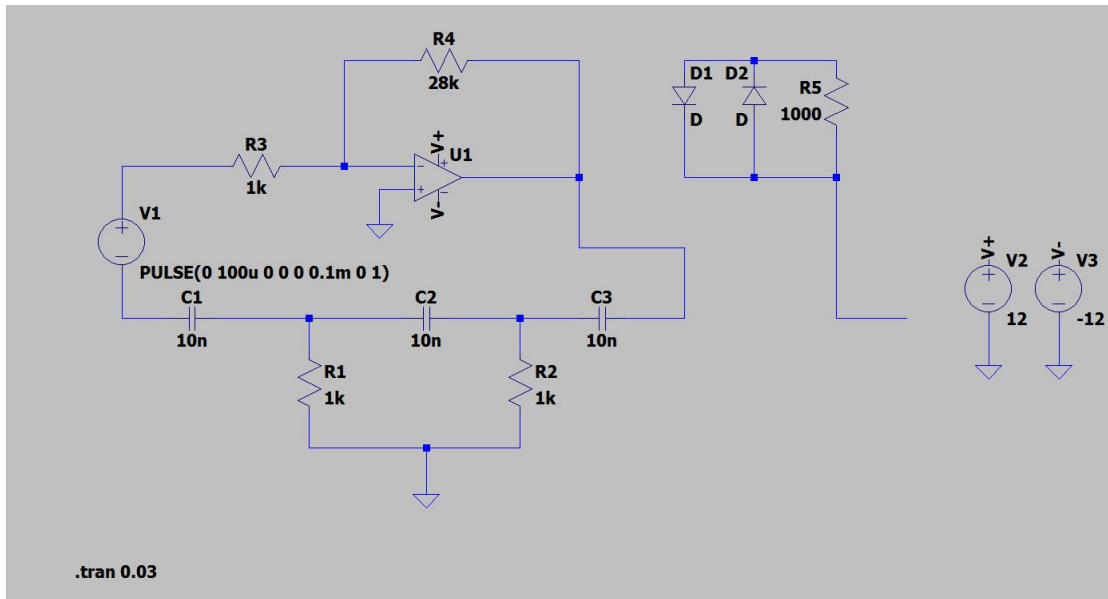 R4
28k
D1 D2
R5
1000
D
D
V+
U1
R3
1k
V-
V1
PULSE(0 100u 0 0 0 0.1m 0 1)
V+
V2
V-
V3
12
-12
C1
10n
C2
10n
C3
10n
R1
1k
R2
1k
.tran 0.03